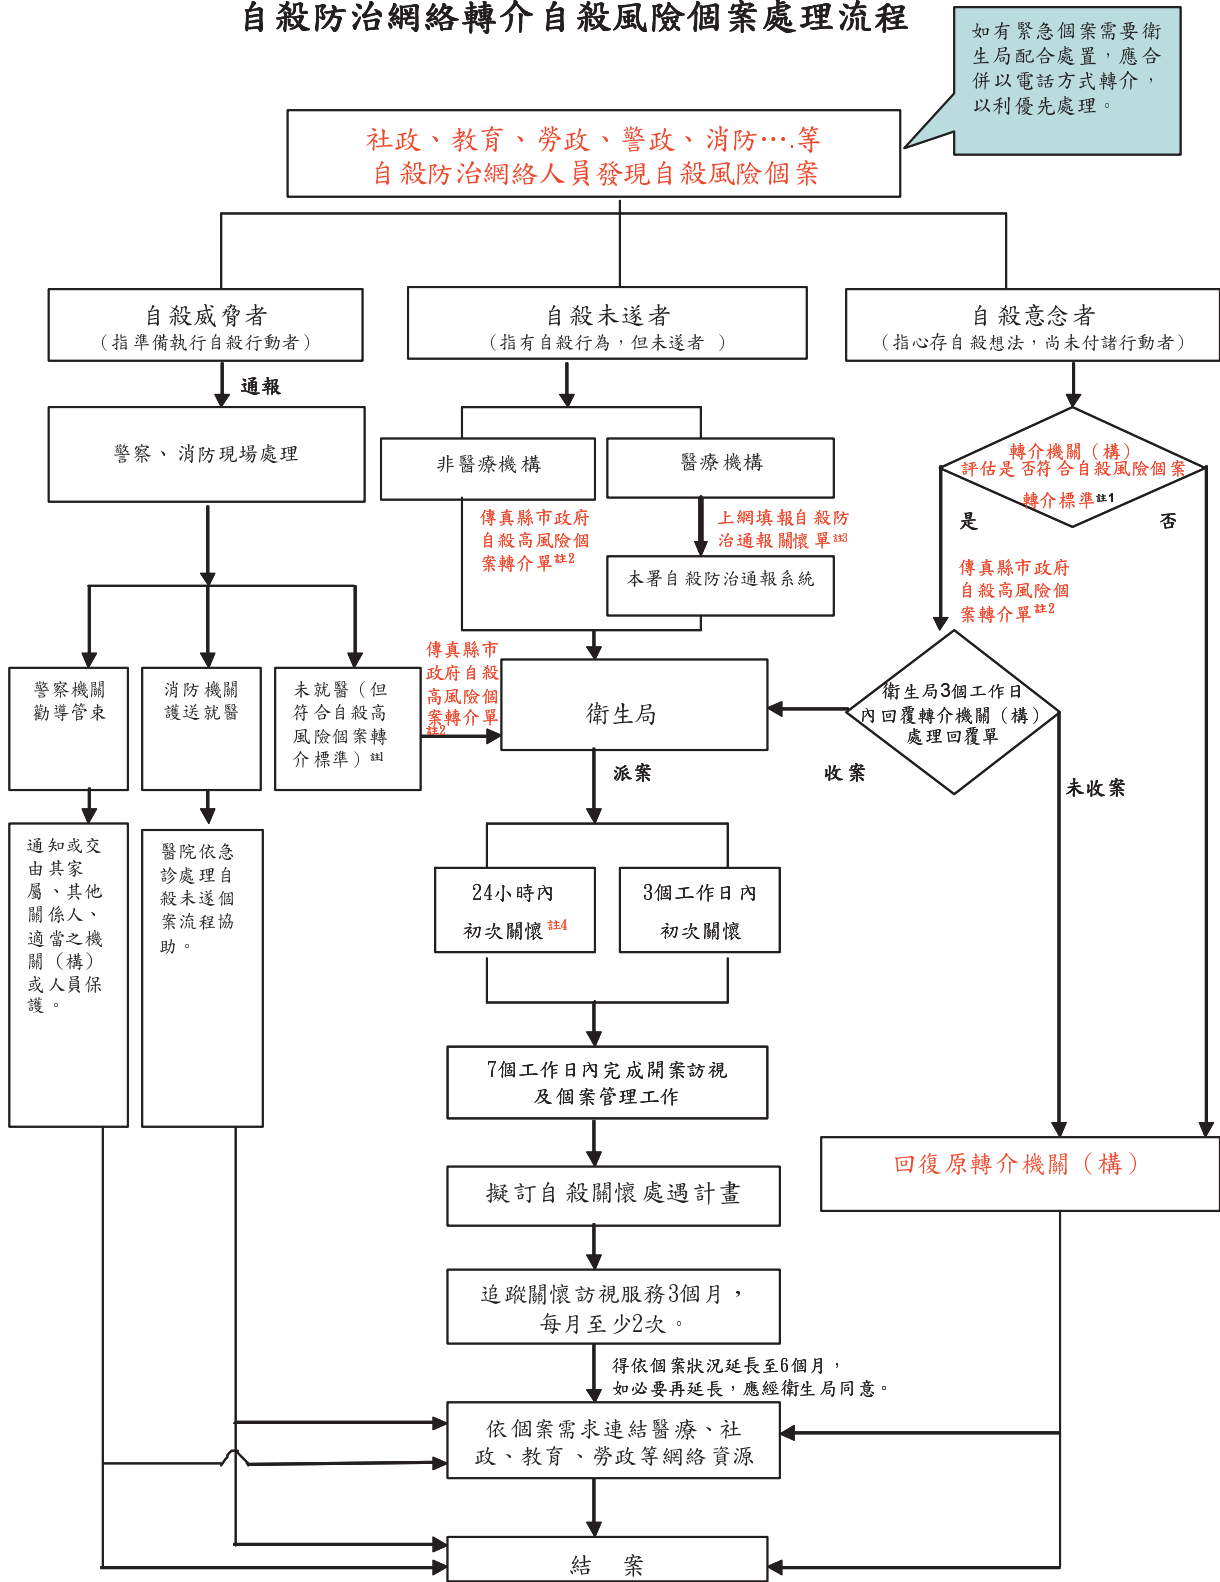 自殺防治網絡轉介自殺風險個案處理流程
如有緊急個案需要衛
生局配合處置，應合
併以電話方式轉介，
以利優先處理。
社政、教育、勞政、警政、消防….等
自殺防治網絡人員發現自殺風險個案
自殺威脅者
（指準備執行自殺行動者）
自殺未遂者
（指有自殺行為，但未遂者 ）
自殺意念者
（指心存自殺想法，尚未付諸行動者）
通報
警察、消防現場處理
非醫療機構
醫療機構
轉介機關（構）
評估是否符合自殺風險個案
轉介標準註1
是
否
傳真縣市政府
自殺高風險個
案轉介單註2
上網填報自殺防
治通報關懷單註3
本署自殺防治通報系統
傳真縣市政府
自殺高風險個
案轉介單註2
警察機關
勸導管束
消防機關
護送就醫
未就醫（但
符合自殺高
風險個案轉
介標準）註1
傳真縣市
政府自殺
高風險個
案轉介單
註2
衛生局
衛生局3個工作日
內回覆轉介機關（構）
處理回覆單
派案
收案
未收案
通知或交
由其家
屬、其他
關係人、
適當之機
關（構）
或人員保
護。
醫院依急
診處理自
殺未遂個
案流程協
助。
24小時內
初次關懷註4
3個工作日內
初次關懷
7個工作日內完成開案訪視
及個案管理工作
擬訂自殺關懷處遇計畫
回復原轉介機關（構）
追蹤關懷訪視服務3個月，
每月至少2次。
得依個案狀況延長至6個月，
如必要再延長，應經衛生局同意。
依個案需求連結醫療、社
政、教育、勞政等網絡資源
結 案